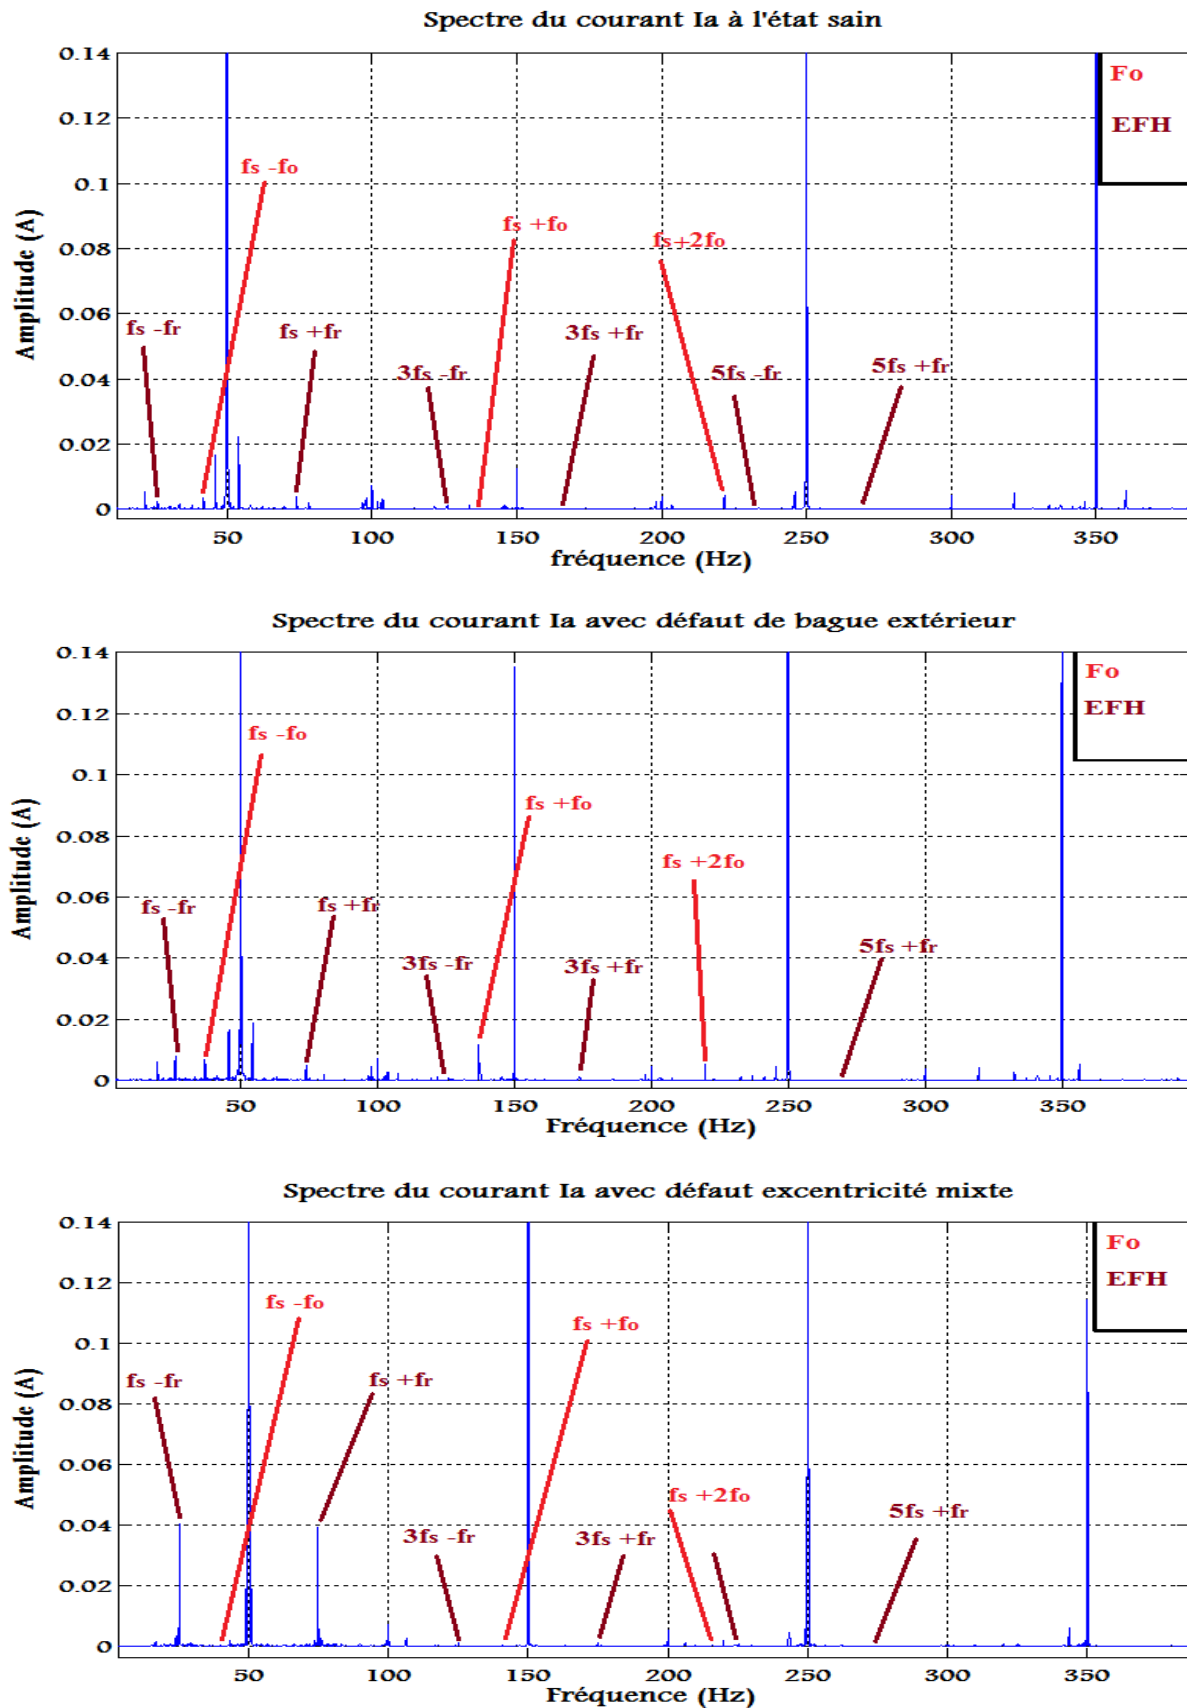 Spectre du courant Ia à l'état sain
0.14
0.12
0.1
0.08
0.06
0.04
0.02
0
Amplitude (A)
fs -fo
fs +fo
fs+2fo
fs -fr
fs +fr
3fs -fr
3fs +fr
5fs -fr
5fs +fr
Fo
EFH
50
100
150
200
250
300
350
fréquence (Hz)
Spectre du courant Ia avec défaut de bague extérieur
0.14
0.12
0.1
0.08
0.06
0.04
0.02
0
Amplitude (A)
fs -fo
fs +fo
fs +2fo
fs -fr
fs +fr
3fs -fr
3fs +fr
5fs +fr
Fo
EFH
50
100
150
200
250
300
350
Fréquence (Hz)
Spectre du courant Ia avec défaut excentricité mixte
0.14
0.12
0.1
0.08
0.06
0.04
0.02
0
Amplitude (A)
fs -fo
fs +fo
fs -fr
fs +fr
fs +2fo
3fs -fr
3fs +fr
5fs +fr
Fo
EFH
50
100
150
200
250
300
350
Fréquence (Hz)